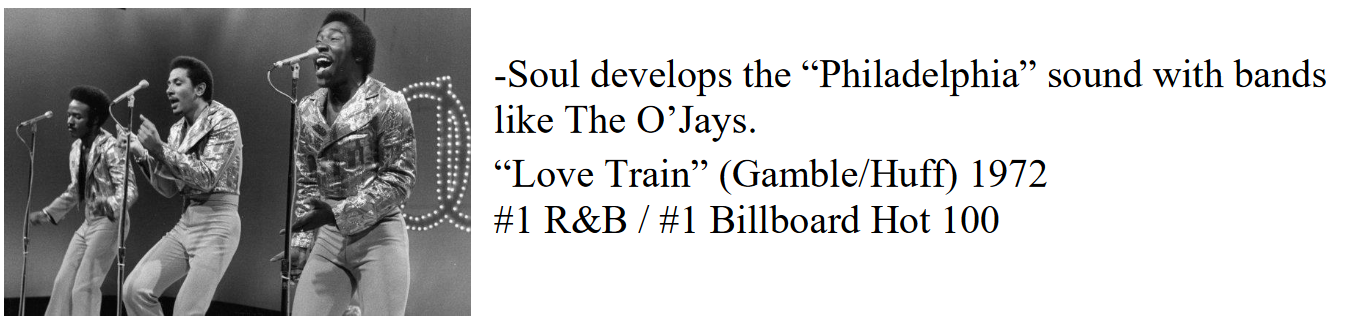 -Soul develops the “Philadelphia” sound with bands
like The O’Jays.
“Love Train” (Gamble/Huff) 1972
#1 R&B / #1 Billboard Hot 100